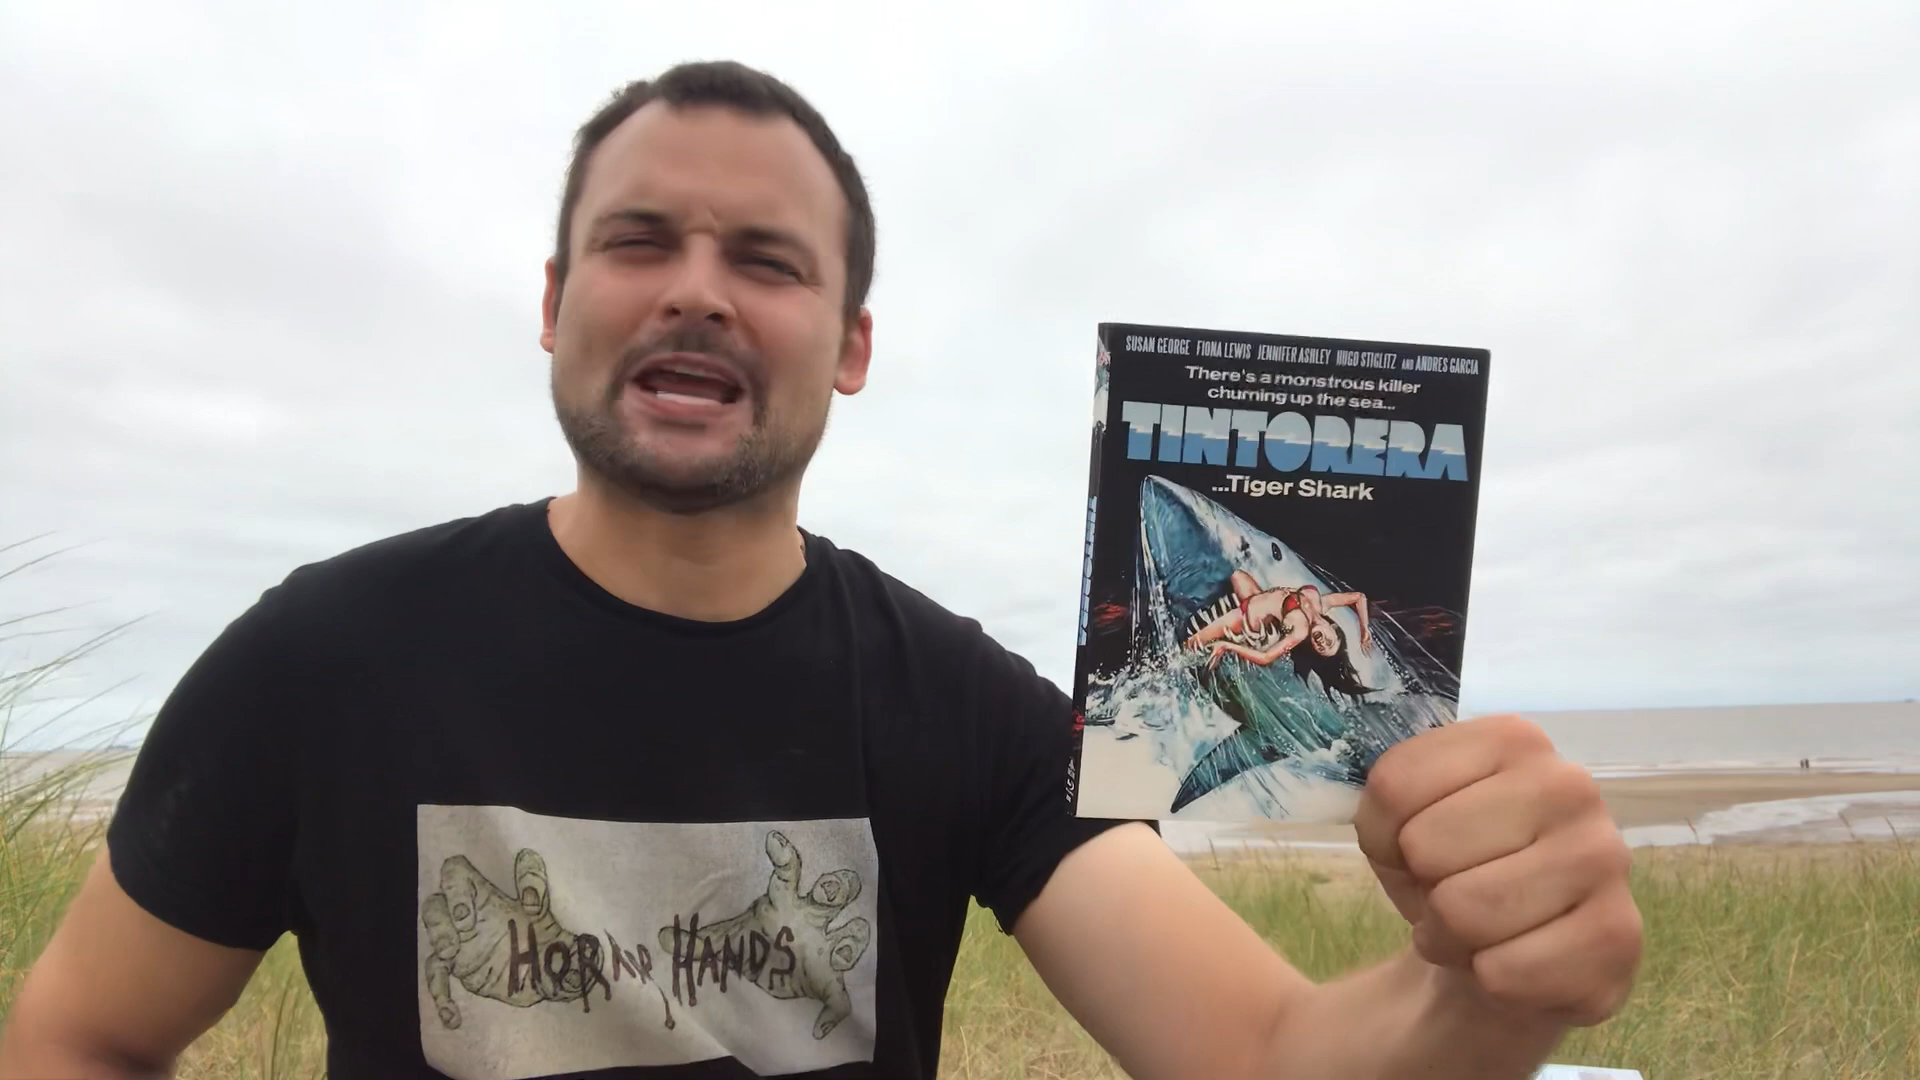 SUSAN GEORGE FIONA LEWIS JENNIFER ASHLEY HUGO STIGLITZ AND ANDRES GARCIA
There's a monstrous killer
churning up the sea...
TINTORERA
...Tiger Shark
TINTORERA
HANDS